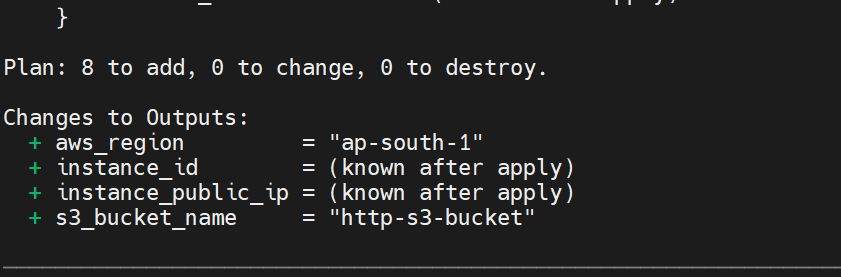 }
Plan: 8 to add, 0 to change, 0 to destroy.
Changes to Outputs:
+ aws_region = "ap-south-1"
+ instance_id = (known after apply)
+ instance_public_ip = (known after apply)
+ s3_bucket_name = "http-s3-bucket"